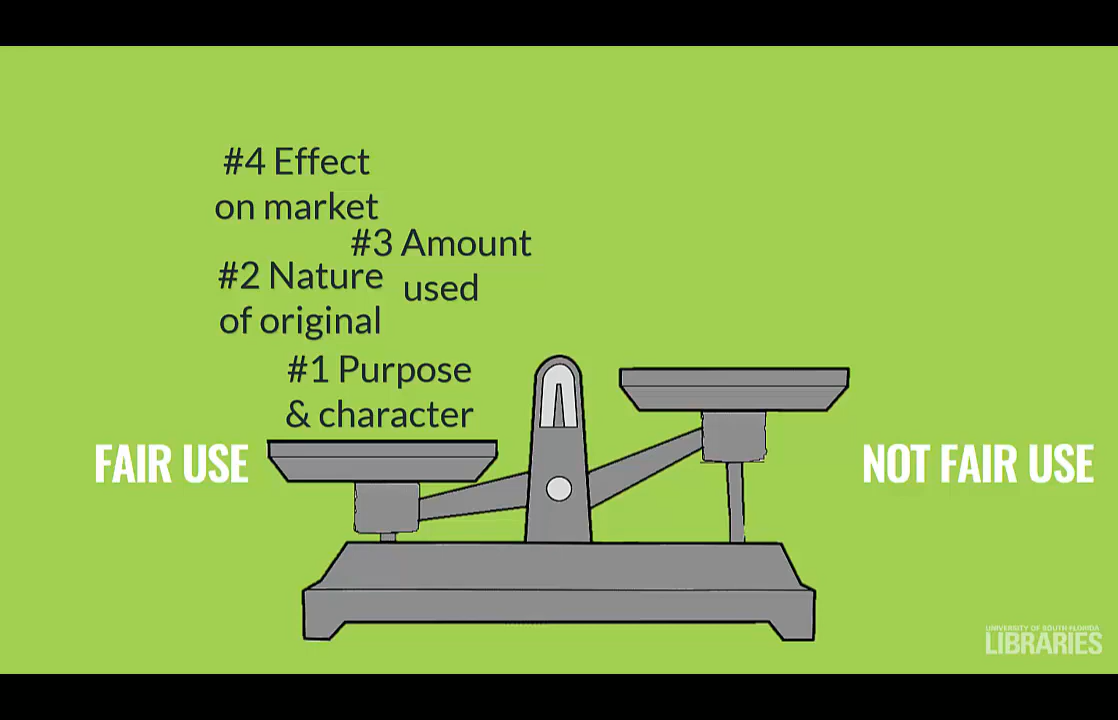 #4 Effect
on market
#3 Amount
used
#2 Nature
of original
#1 Purpose
& character
FAIR USE
NOT FAIR USE
UNIVERSITY OF SOUTH FLORIDA
LIBRARIES